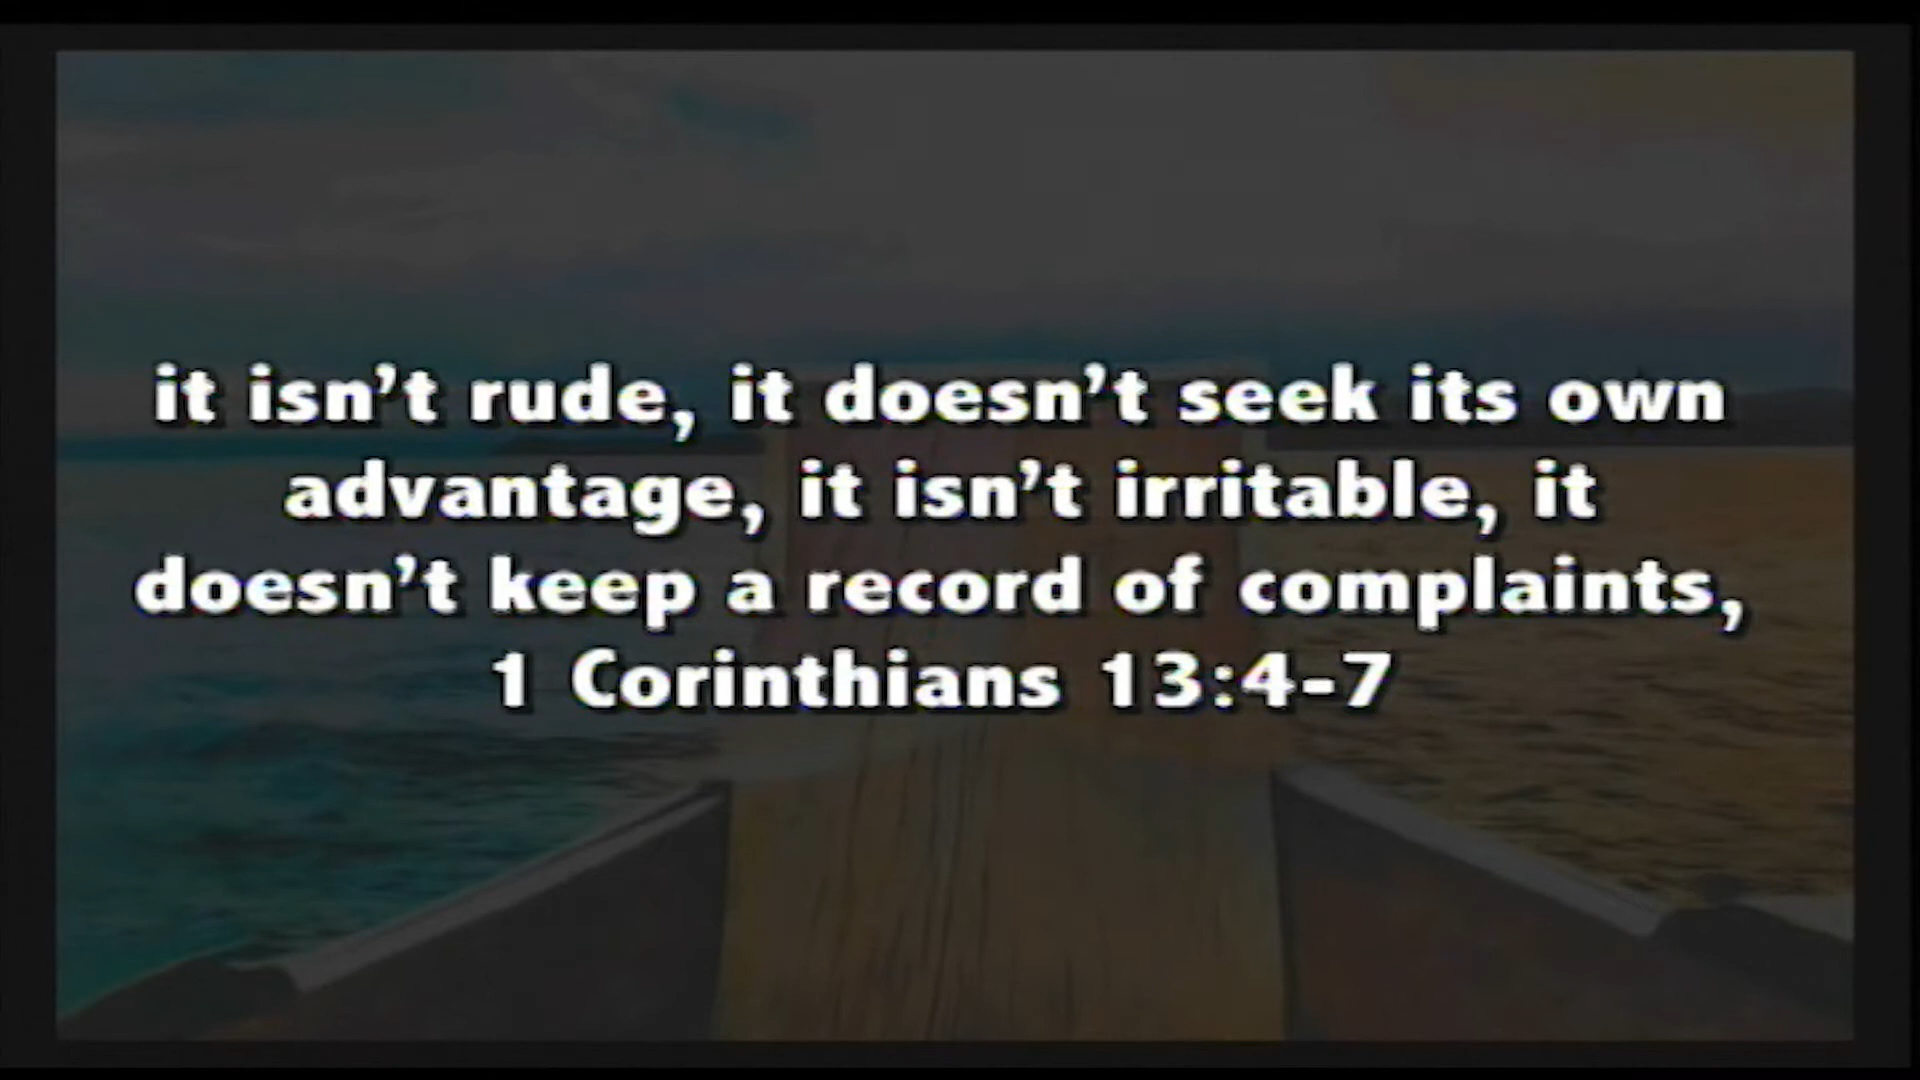 it isn't rude, it doesn't seek its own
advantage, it isn't irritable, it
doesn't keep a record of complaints,
1 Corinthians 13:4-7